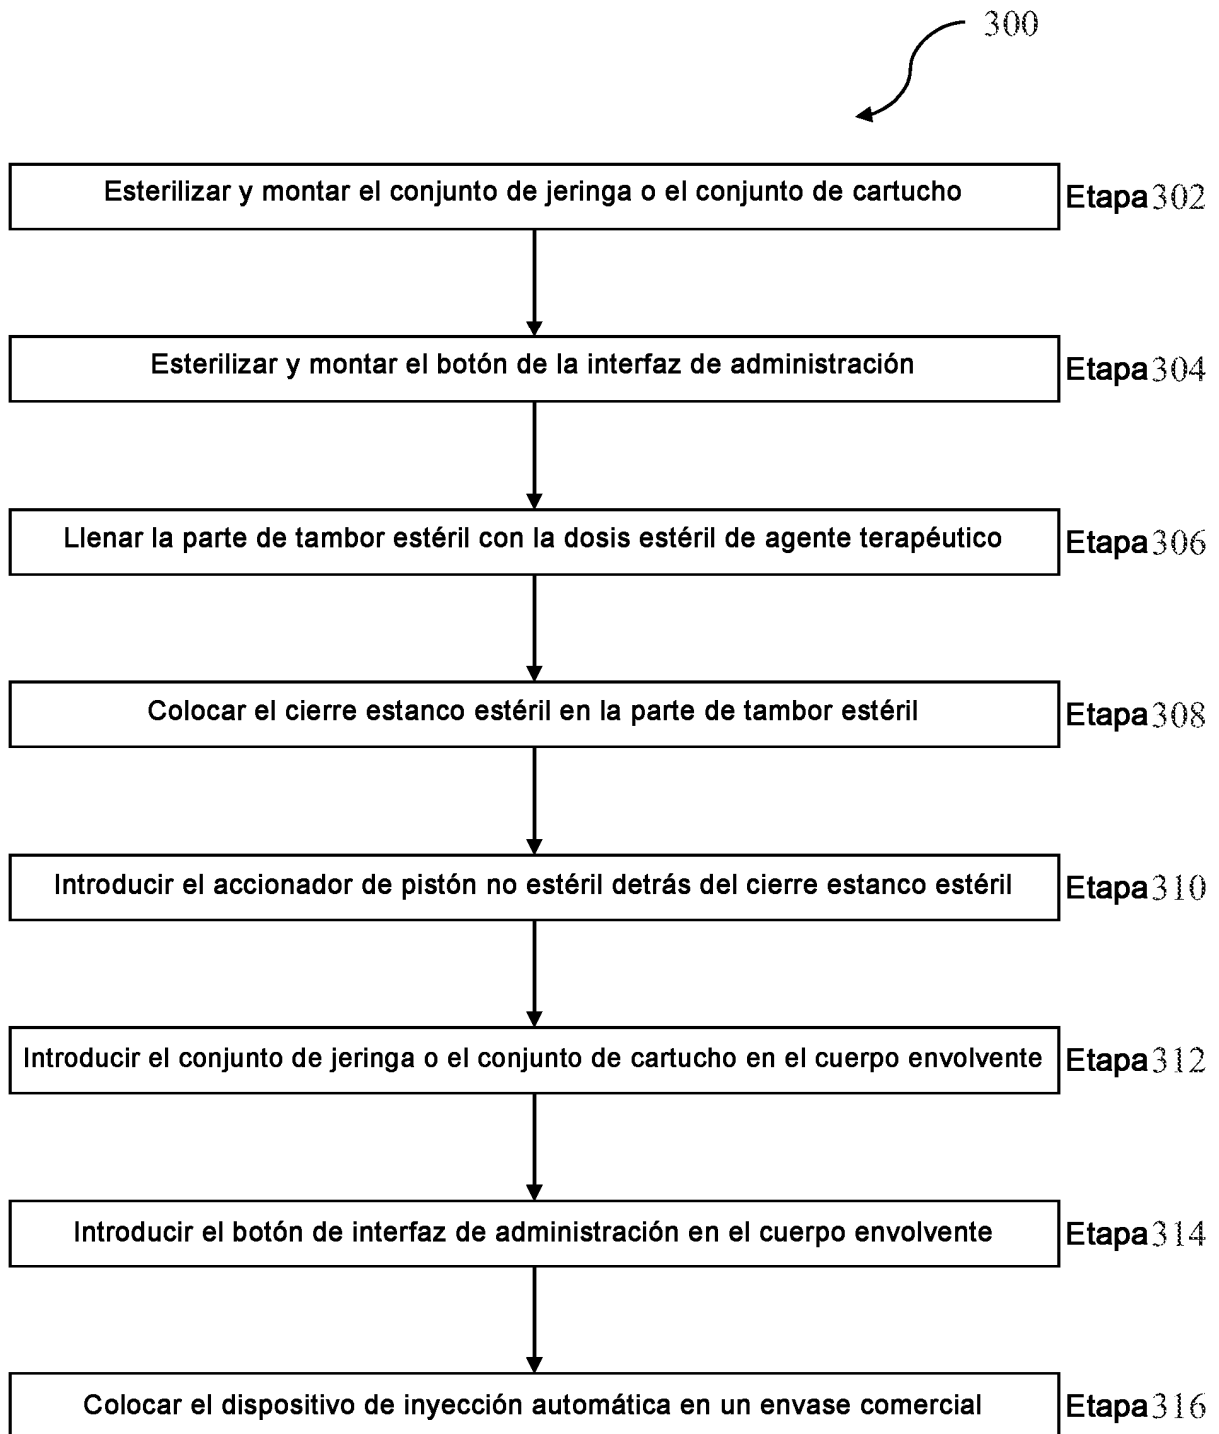 300
Esterilizar y montar el conjunto de jeringa o el conjunto de cartucho Etapa 302
Esterilizar y montar el botón de la interfaz de administración Etapa 304
Llenar la parte de tambor estéril con la dosis estéril de agente terapéutico Etapa 306
Colocar el cierre estanco estéril en la parte de tambor estéril Etapa 308
Introducir el accionador de pistón no estéril detrás del cierre estanco estéril Etapa 310
Introducir el conjunto de jeringa o el conjunto de cartucho en el cuerpo envolvente Etapa 312
Introducir el botón de interfaz de administración en el cuerpo envolvente Etapa 314
Colocar el dispositivo de inyección automática en un envase comercial Etapa 316